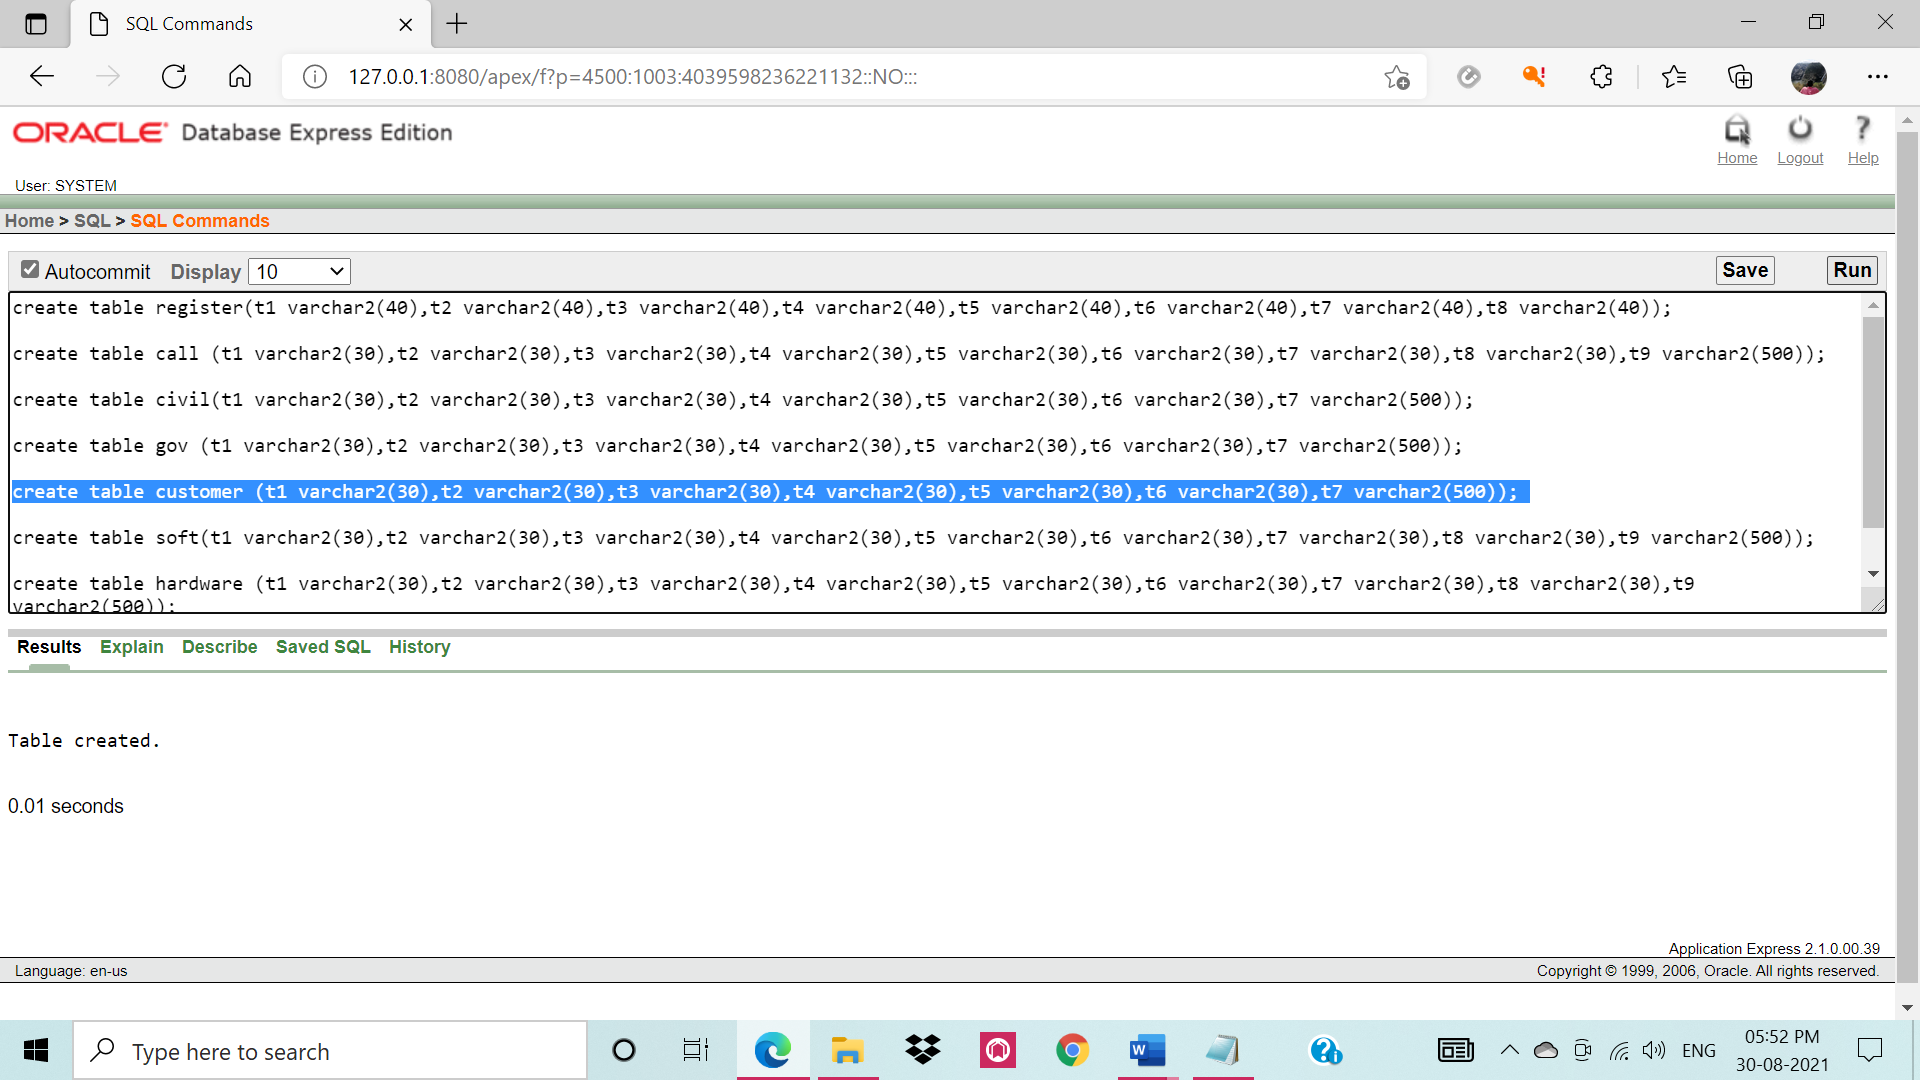 SQL Commands
127.0.0.1:8080/apex/f?p=4500:1003:4039598236221132::NO:::
ORACLE Database Express Edition
Home Logout Help
User: SYSTEM
Home > SQL > SQL Commands
Autocommit Display 10 Save Run
create table register(t1 varchar2(40),t2 varchar2(40),t3 varchar2(40),t4 varchar2(40),t5 varchar2(40),t6 varchar2(40),t7 varchar2(40),t8 varchar2(40));
create table call (t1 varchar2(30),t2 varchar2(30),t3 varchar2(30),t4 varchar2(30),t5 varchar2(30),t6 varchar2(30),t7 varchar2(30),t8 varchar2(30),t9 varchar2(500));
create table civil(t1 varchar2(30),t2 varchar2(30),t3 varchar2(30),t4 varchar2(30),t5 varchar2(30),t6 varchar2(30),t7 varchar2(500));
create table gov (t1 varchar2(30),t2 varchar2(30),t3 varchar2(30),t4 varchar2(30),t5 varchar2(30),t6 varchar2(30),t7 varchar2(500));
create table customer (t1 varchar2(30),t2 varchar2(30),t3 varchar2(30),t4 varchar2(30),t5 varchar2(30),t6 varchar2(30),t7 varchar2(500));
create table soft(t1 varchar2(30),t2 varchar2(30),t3 varchar2(30),t4 varchar2(30),t5 varchar2(30),t6 varchar2(30),t7 varchar2(30),t8 varchar2(30),t9 varchar2(500));
create table hardware (t1 varchar2(30),t2 varchar2(30),t3 varchar2(30),t4 varchar2(30),t5 varchar2(30),t6 varchar2(30),t7 varchar2(30),t8 varchar2(30),t9
varchar2(500));
Results Explain Describe Saved SQL History
Table created.
0.01 seconds
Application Express 2.1.0.00.39
Language: en-us Copyright © 1999, 2006, Oracle. All rights reserved.
Type here to search
ENG
05:52 PM
30-08-2021